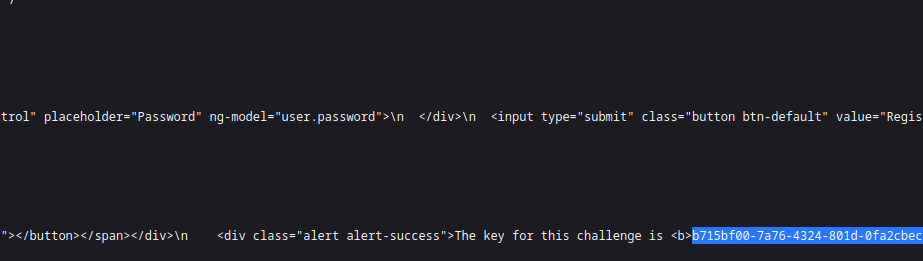 trol" placeholder="Password" ng-model="user.password">\n  </div>\n  <input type="submit" class="button btn-default" value="Regis
"></button></span></div>\n    <div class="alert alert-success">The key for this challenge is <b>b715bf00-7a76-4324-801d-0fa2cbec